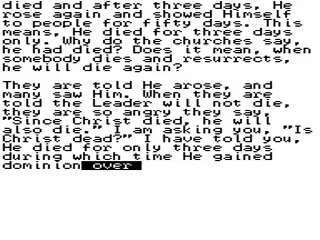 died and after three days, He
rose again and showed Himself
to people for fifty days. This
means, He died for three days
only. Why do the churches say,
he had died? Does it mean, when
somebody dies and resurrects,
he will die again?
They are told He arose, and
many saw Him. When they are
told the Leader will not die,
they are so angry they say,
"Since Christ died, he will
also die." I am asking you, "Is
Christ dead?" I have told you,
He died for only three days
during which time He gained
dominion over